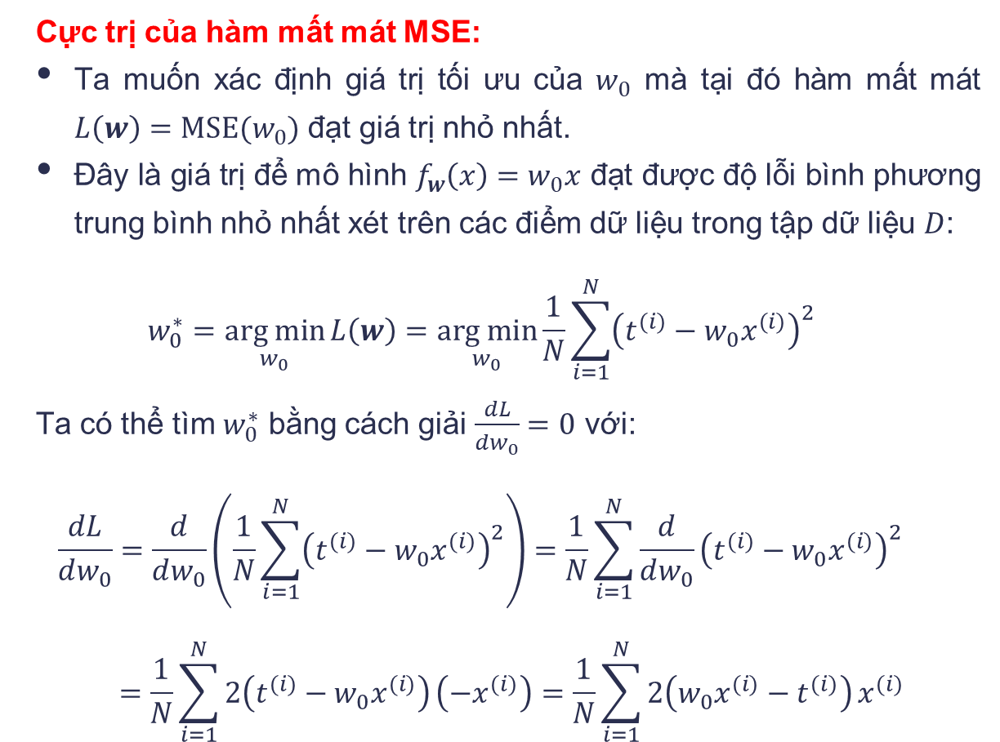 Cực trị của hàm mất mát MSE:
• Ta muốn xác định giá trị tối ưu của $w_0$ mà tại đó hàm mất mát
$L(\boldsymbol{w}) = \mathrm{MSE}(w_0)$ đạt giá trị nhỏ nhất.
• Đây là giá trị để mô hình $f_{\boldsymbol{w}}(x) = w_0 x$ đạt được độ lỗi bình phương
trung bình nhỏ nhất xét trên các điểm dữ liệu trong tập dữ liệu $D$:
$w_0^* = \underset{w_0}{\arg\min}\, L(\boldsymbol{w}) = \underset{w_0}{\arg\min} \frac{1}{N} \sum_{i=1}^{N} \left(t^{(i)} - w_0 x^{(i)}\right)^2$
Ta có thể tìm $w_0^*$ bằng cách giải $\frac{dL}{dw_0} = 0$ với:
$\frac{dL}{dw_0} = \frac{d}{dw_0} \left( \frac{1}{N} \sum_{i=1}^{N} \left(t^{(i)} - w_0 x^{(i)}\right)^2 \right) = \frac{1}{N} \sum_{i=1}^{N} \frac{d}{dw_0} \left(t^{(i)} - w_0 x^{(i)}\right)^2$
$= \frac{1}{N} \sum_{i=1}^{N} 2\left(t^{(i)} - w_0 x^{(i)}\right)\left(-x^{(i)}\right) = \frac{1}{N} \sum_{i=1}^{N} 2\left(w_0 x^{(i)} - t^{(i)}\right) x^{(i)}$